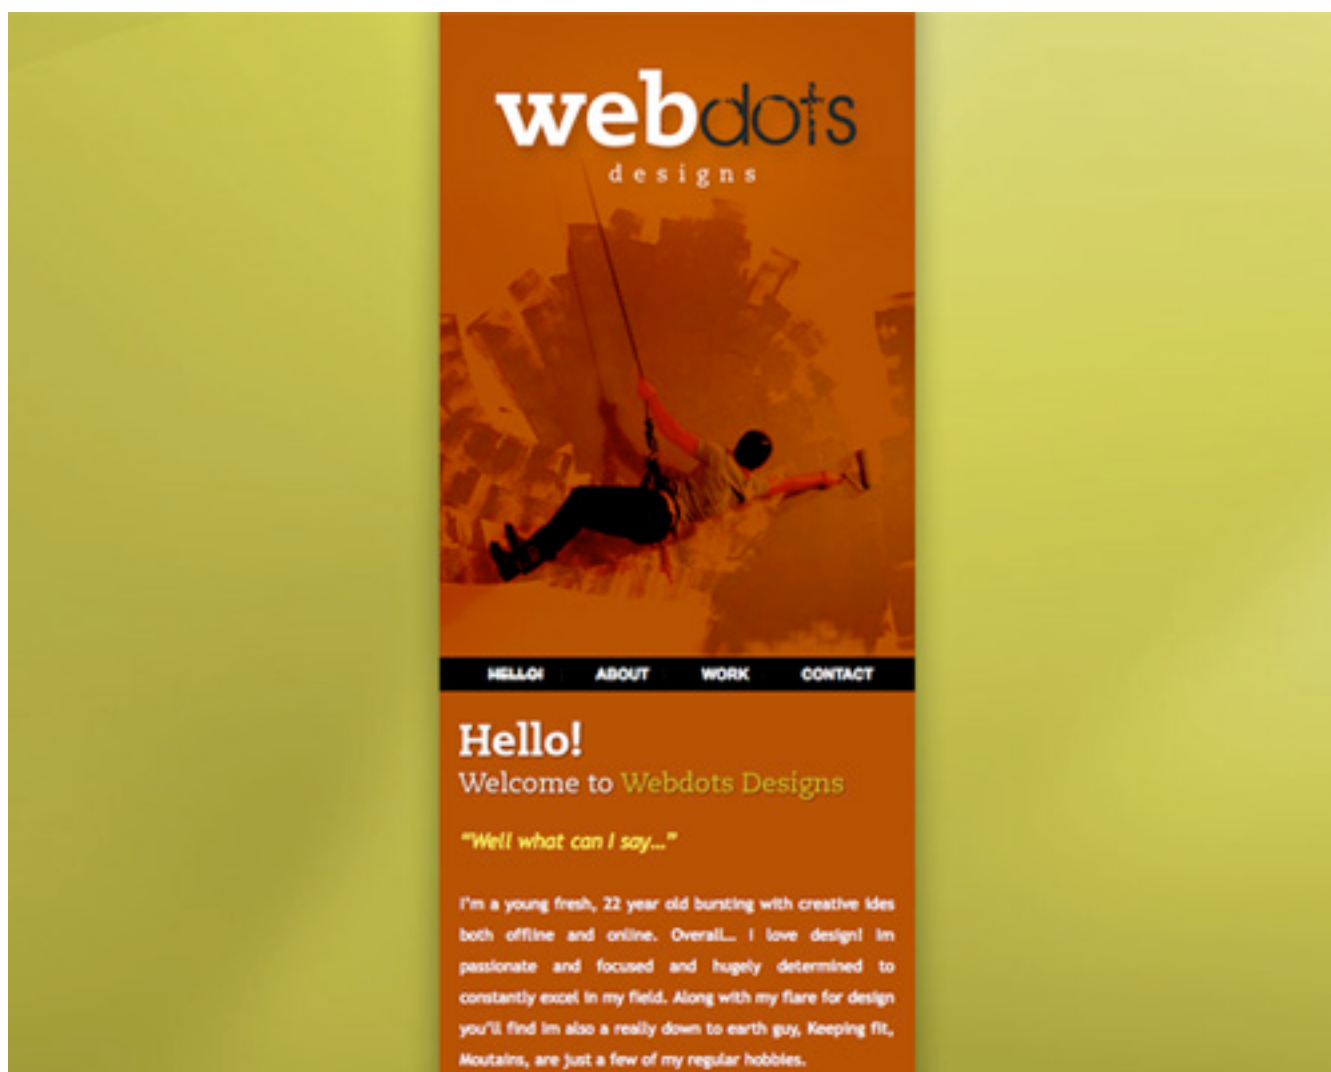 webdots
designs
HELLO! ABOUT WORK CONTACT
Hello!
Welcome to Webdots Designs
"Well what can I say..."
I'm a young fresh, 22 year old bursting with creative ides
both offline and online. Overall... I love design! Im
passionate and focused and hugely determined to
constantly excel in my field. Along with my flare for design
you'll find im also a really down to earth guy, Keeping fit,
Moutains, are just a few of my regular hobbies.